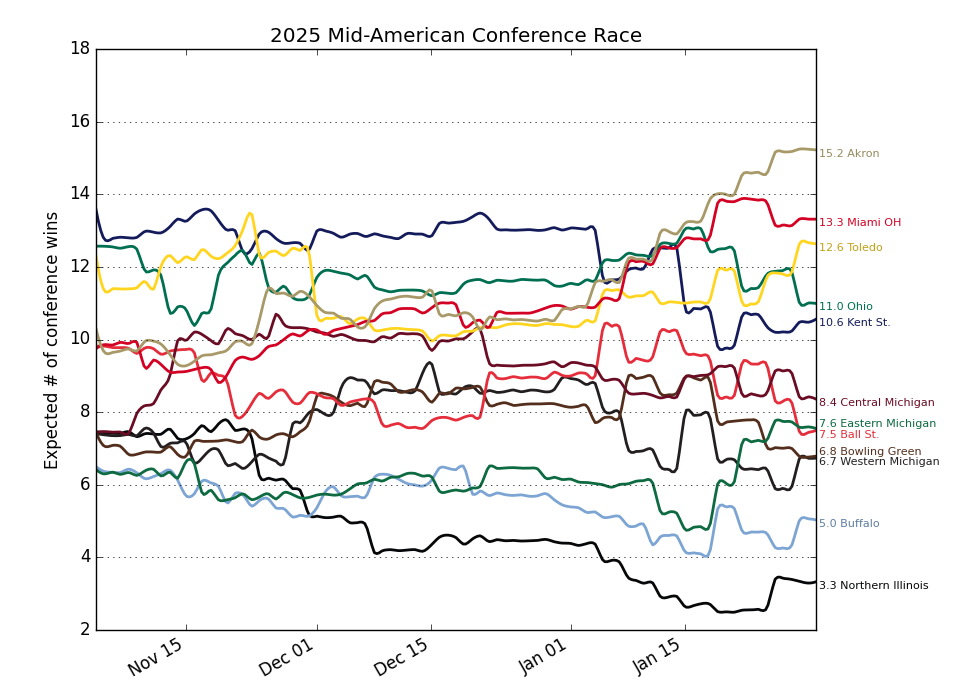 2025 Mid-American Conference Race
Expected # of conference wins
18
16
14
12
10
8
6
4
2
Nov 15
Dec 01
Dec 15
Jan 01
Jan 15
15.2 Akron
13.3 Miami OH
12.6 Toledo
11.0 Ohio
10.6 Kent St.
8.4 Central Michigan
7.6 Eastern Michigan
7.5 Ball St.
6.8 Bowling Green
6.7 Western Michigan
5.0 Buffalo
3.3 Northern Illinois